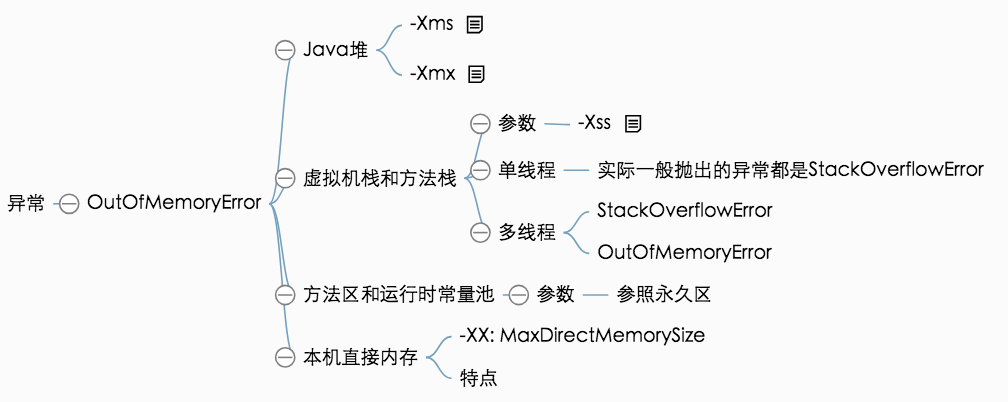 异常
OutOfMemoryError
Java堆
-Xms
-Xmx
虚拟机栈和方法栈
参数
-Xss
单线程
实际一般抛出的异常都是StackOverflowError
多线程
StackOverflowError
OutOfMemoryError
方法区和运行时常量池
参数
参照永久区
本机直接内存
-XX: MaxDirectMemorySize
特点